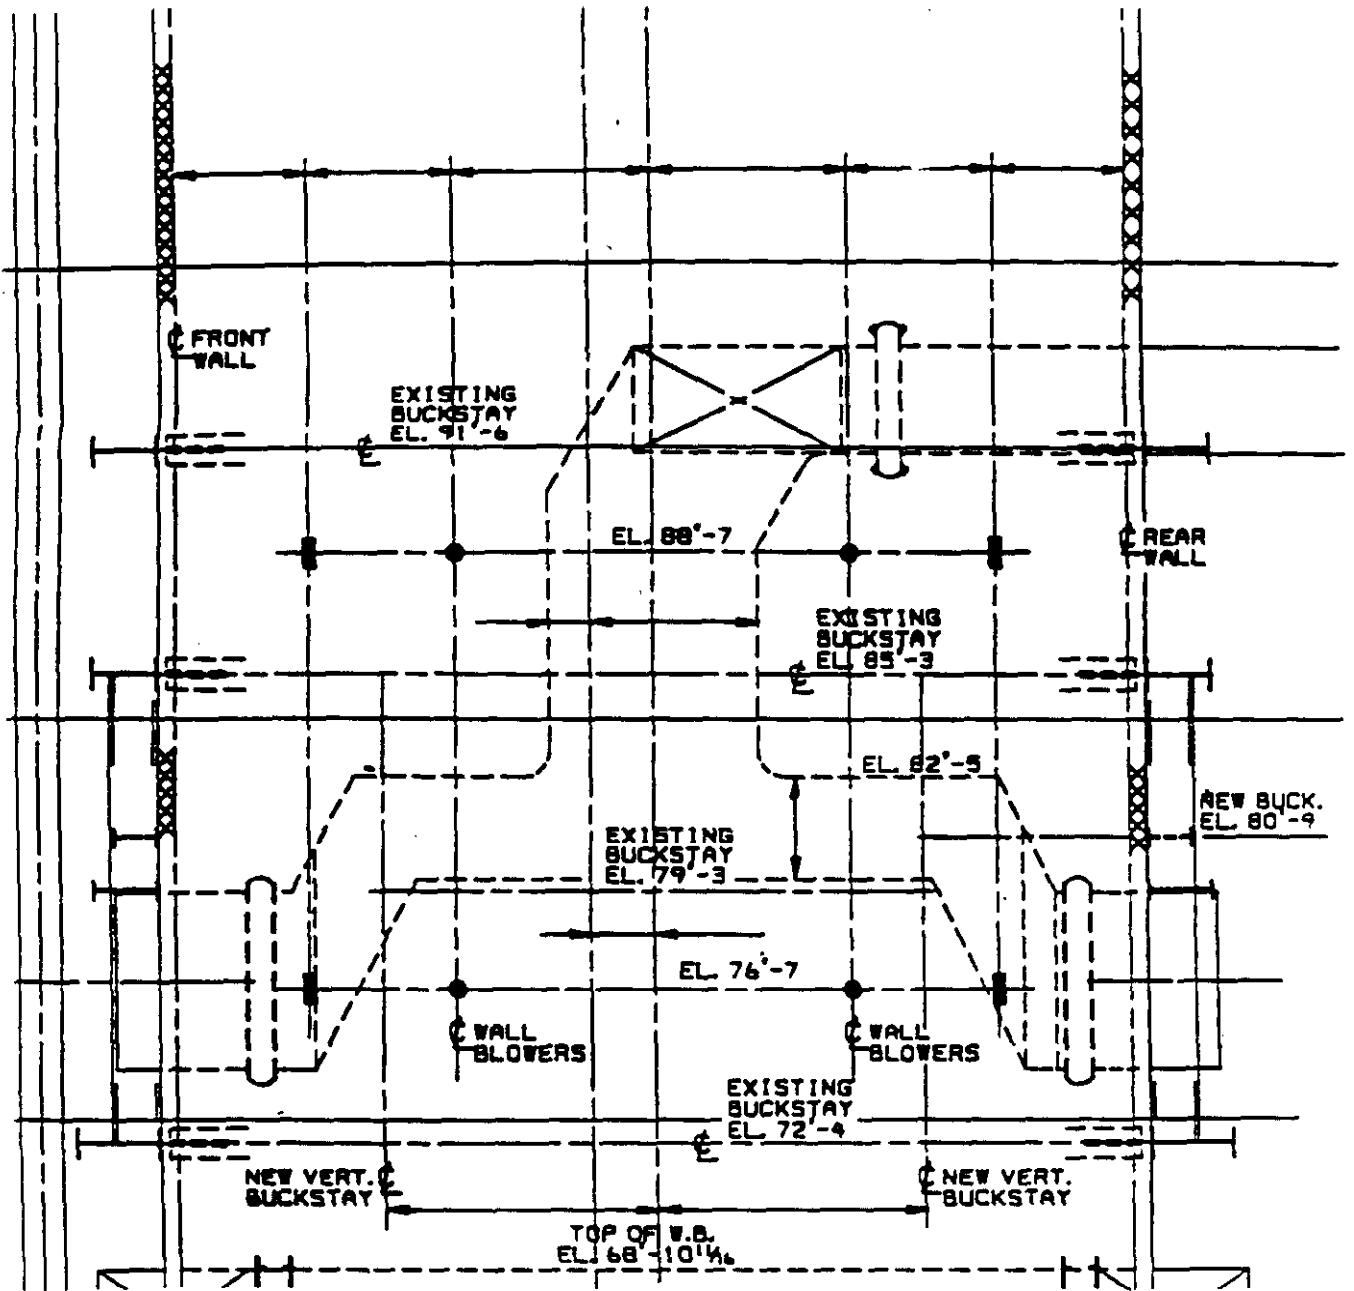 ℄ FRONT
WALL
EXISTING
BUCKSTAY
EL. 91'-6
℄
EL. 88'-7
℄ REAR
WALL
EXISTING
BUCKSTAY
EL. 85'-3
℄
EL. 82'-5
NEW BUCK.
EL. 80'-9
EXISTING
BUCKSTAY
EL. 79'-3
EL. 76'-7
℄ WALL
BLOWERS
℄ WALL
BLOWERS
EXISTING
BUCKSTAY
EL. 72'-4
℄
NEW VERT. ℄
BUCKSTAY
℄ NEW VERT.
BUCKSTAY
TOP OF W.B.
EL. 68'-10 1/16